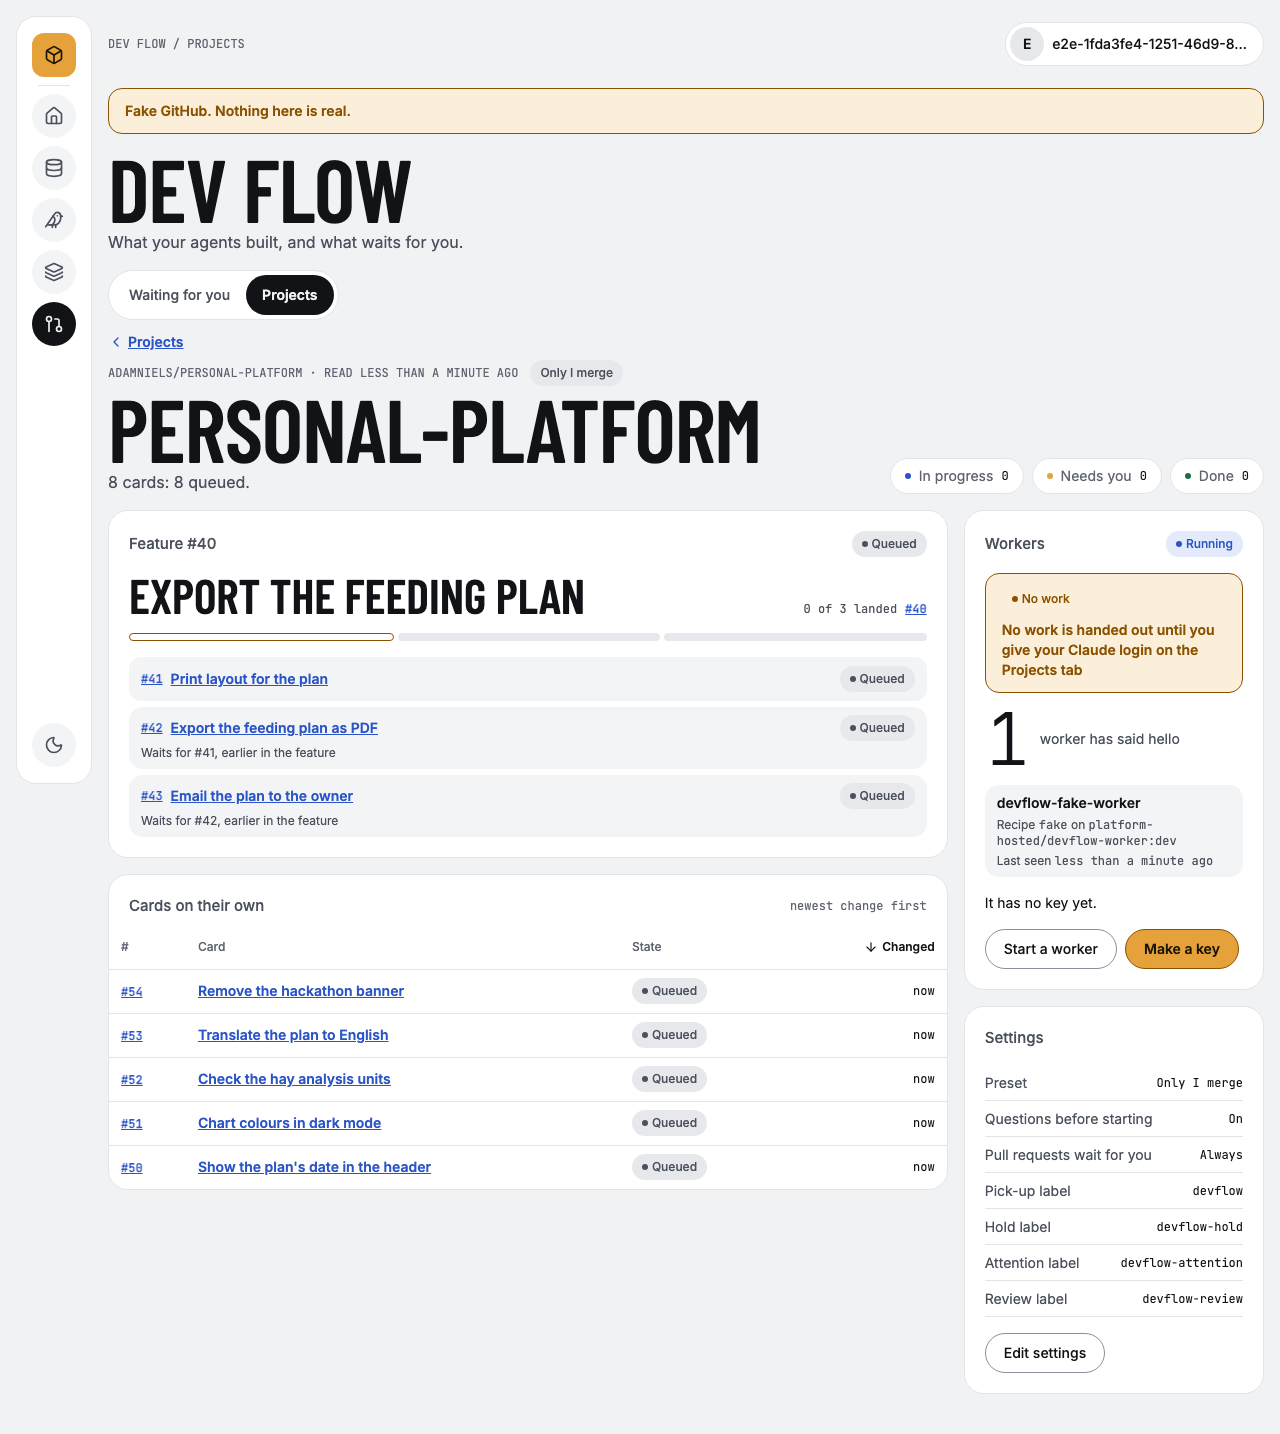 DEV FLOW / PROJECTS
E
e2e-1fda3fe4-1251-46d9-8...
Fake GitHub. Nothing here is real.
DEV FLOW
What your agents built, and what waits for you.
Waiting for you
Projects
Projects
ADAMNIELS/PERSONAL-PLATFORM · READ LESS THAN A MINUTE AGO
Only I merge
PERSONAL-PLATFORM
8 cards: 8 queued.
In progress 0
Needs you 0
Done 0
Feature #40
Queued
EXPORT THE FEEDING PLAN
0 of 3 landed #40
#41 Print layout for the plan
Queued
#42 Export the feeding plan as PDF
Queued
Waits for #41, earlier in the feature
#43 Email the plan to the owner
Queued
Waits for #42, earlier in the feature
Cards on their own
newest change first
# Card State Changed
#54 Remove the hackathon banner Queued now
#53 Translate the plan to English Queued now
#52 Check the hay analysis units Queued now
#51 Chart colours in dark mode Queued now
#50 Show the plan's date in the header Queued now
Workers
Running
No work
No work is handed out until you
give your Claude login on the
Projects tab
1 worker has said hello
devflow-fake-worker
Recipe fake on platform-
hosted/devflow-worker:dev
Last seen less than a minute ago
It has no key yet.
Start a worker
Make a key
Settings
Preset Only I merge
Questions before starting On
Pull requests wait for you Always
Pick-up label devflow
Hold label devflow-hold
Attention label devflow-attention
Review label devflow-review
Edit settings